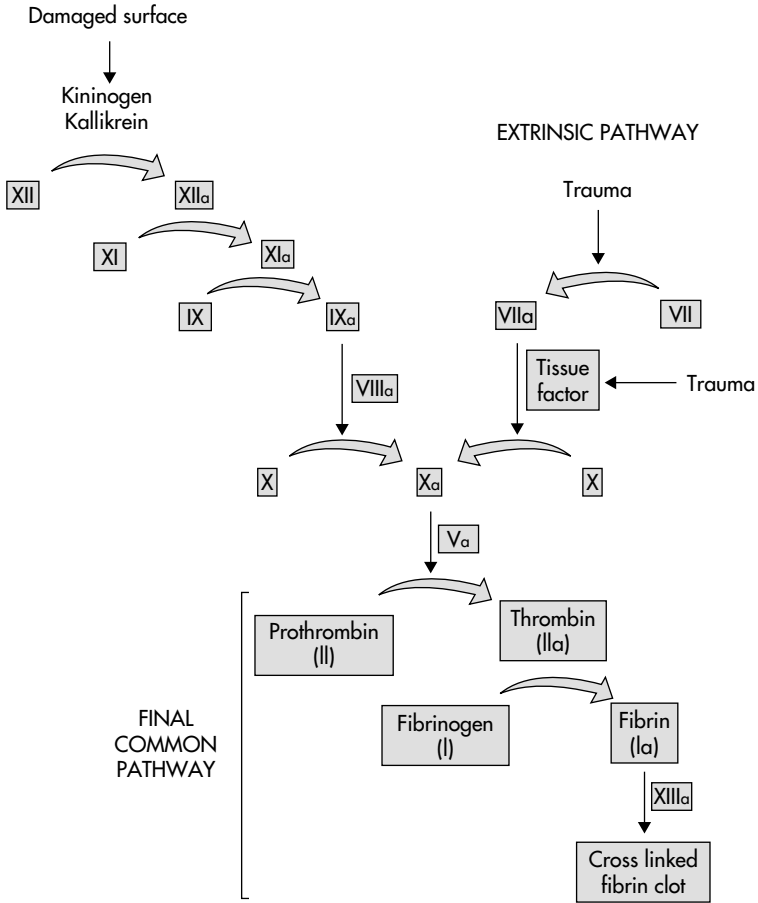 Damaged surface
Kininogen
Kallikrein
EXTRINSIC PATHWAY
Trauma
XII
XIIa
XI
XIa
IX
IXa
VIIa
VII
VIIIa
Tissue
factor
Trauma
X
Xa
X
Va
Prothrombin
(II)
Thrombin
(IIa)
FINAL
COMMON
PATHWAY
Fibrinogen
(I)
Fibrin
(Ia)
XIIIa
Cross linked
fibrin clot